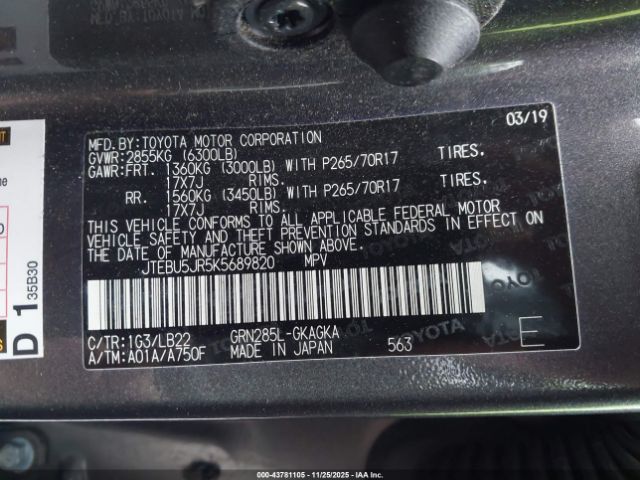 03/19
MFD.BY:TOYOTA MOTOR CORPORATION
GVWR:2855KG (6300LB)
GAWR:FRT. 1360KG (3000LB) WITH P265/70R17 TIRES.
17X7J RIMS.
RR. 1560KG (3450LB) WITH P265/70R17 TIRES.
17X7J RIMS.
THIS VEHICLE CONFORMS TO ALL APPLICABLE FEDERAL MOTOR
VEHICLE SAFETY AND THEFT PREVENTION STANDARDS IN EFFECT ON
THE DATE OF MANUFACTURE SHOWN ABOVE.
JTEBU5JR5K5689820 MPV
C/TR:1G3/LB22 GRN285L-GKAGKA
A/TM:A01A/A750F MADE IN JAPAN 563 E
D 1 35B30
IAAI.COM: 43781105 - 11/25/2025 - IAA, INC.